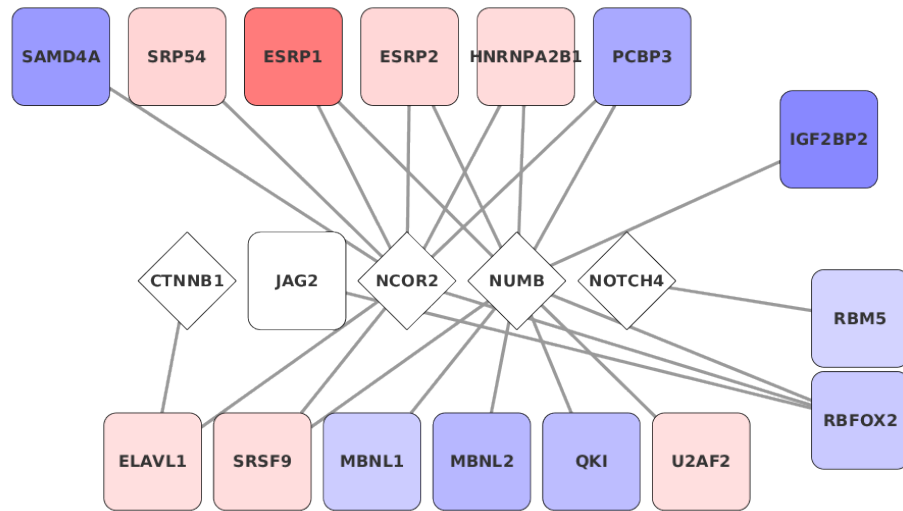 SAMD4A
SRP54
ESRP1
ESRP2
HNRNPA2B1
PCBP3
IGF2BP2
CTNNB1
JAG2
NCOR2
NUMB
NOTCH4
RBM5
RBFOX2
ELAVL1
SRSF9
MBNL1
MBNL2
QKI
U2AF2